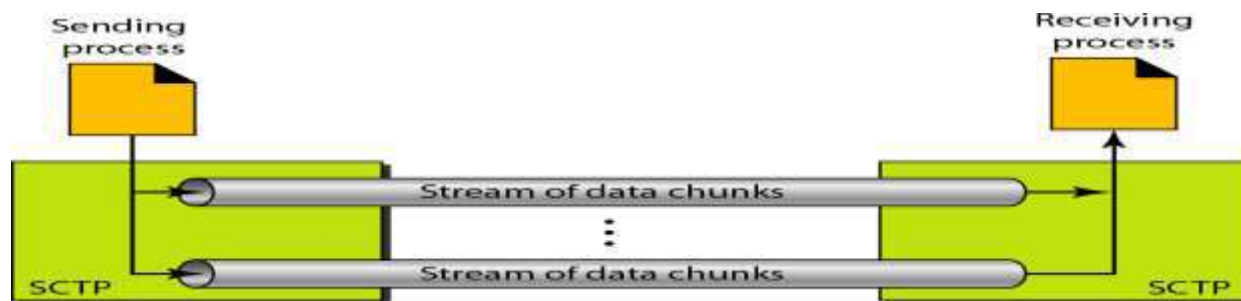 Sending
process
Receiving
process
Stream of data chunks
Stream of data chunks
SCTP
SCTP